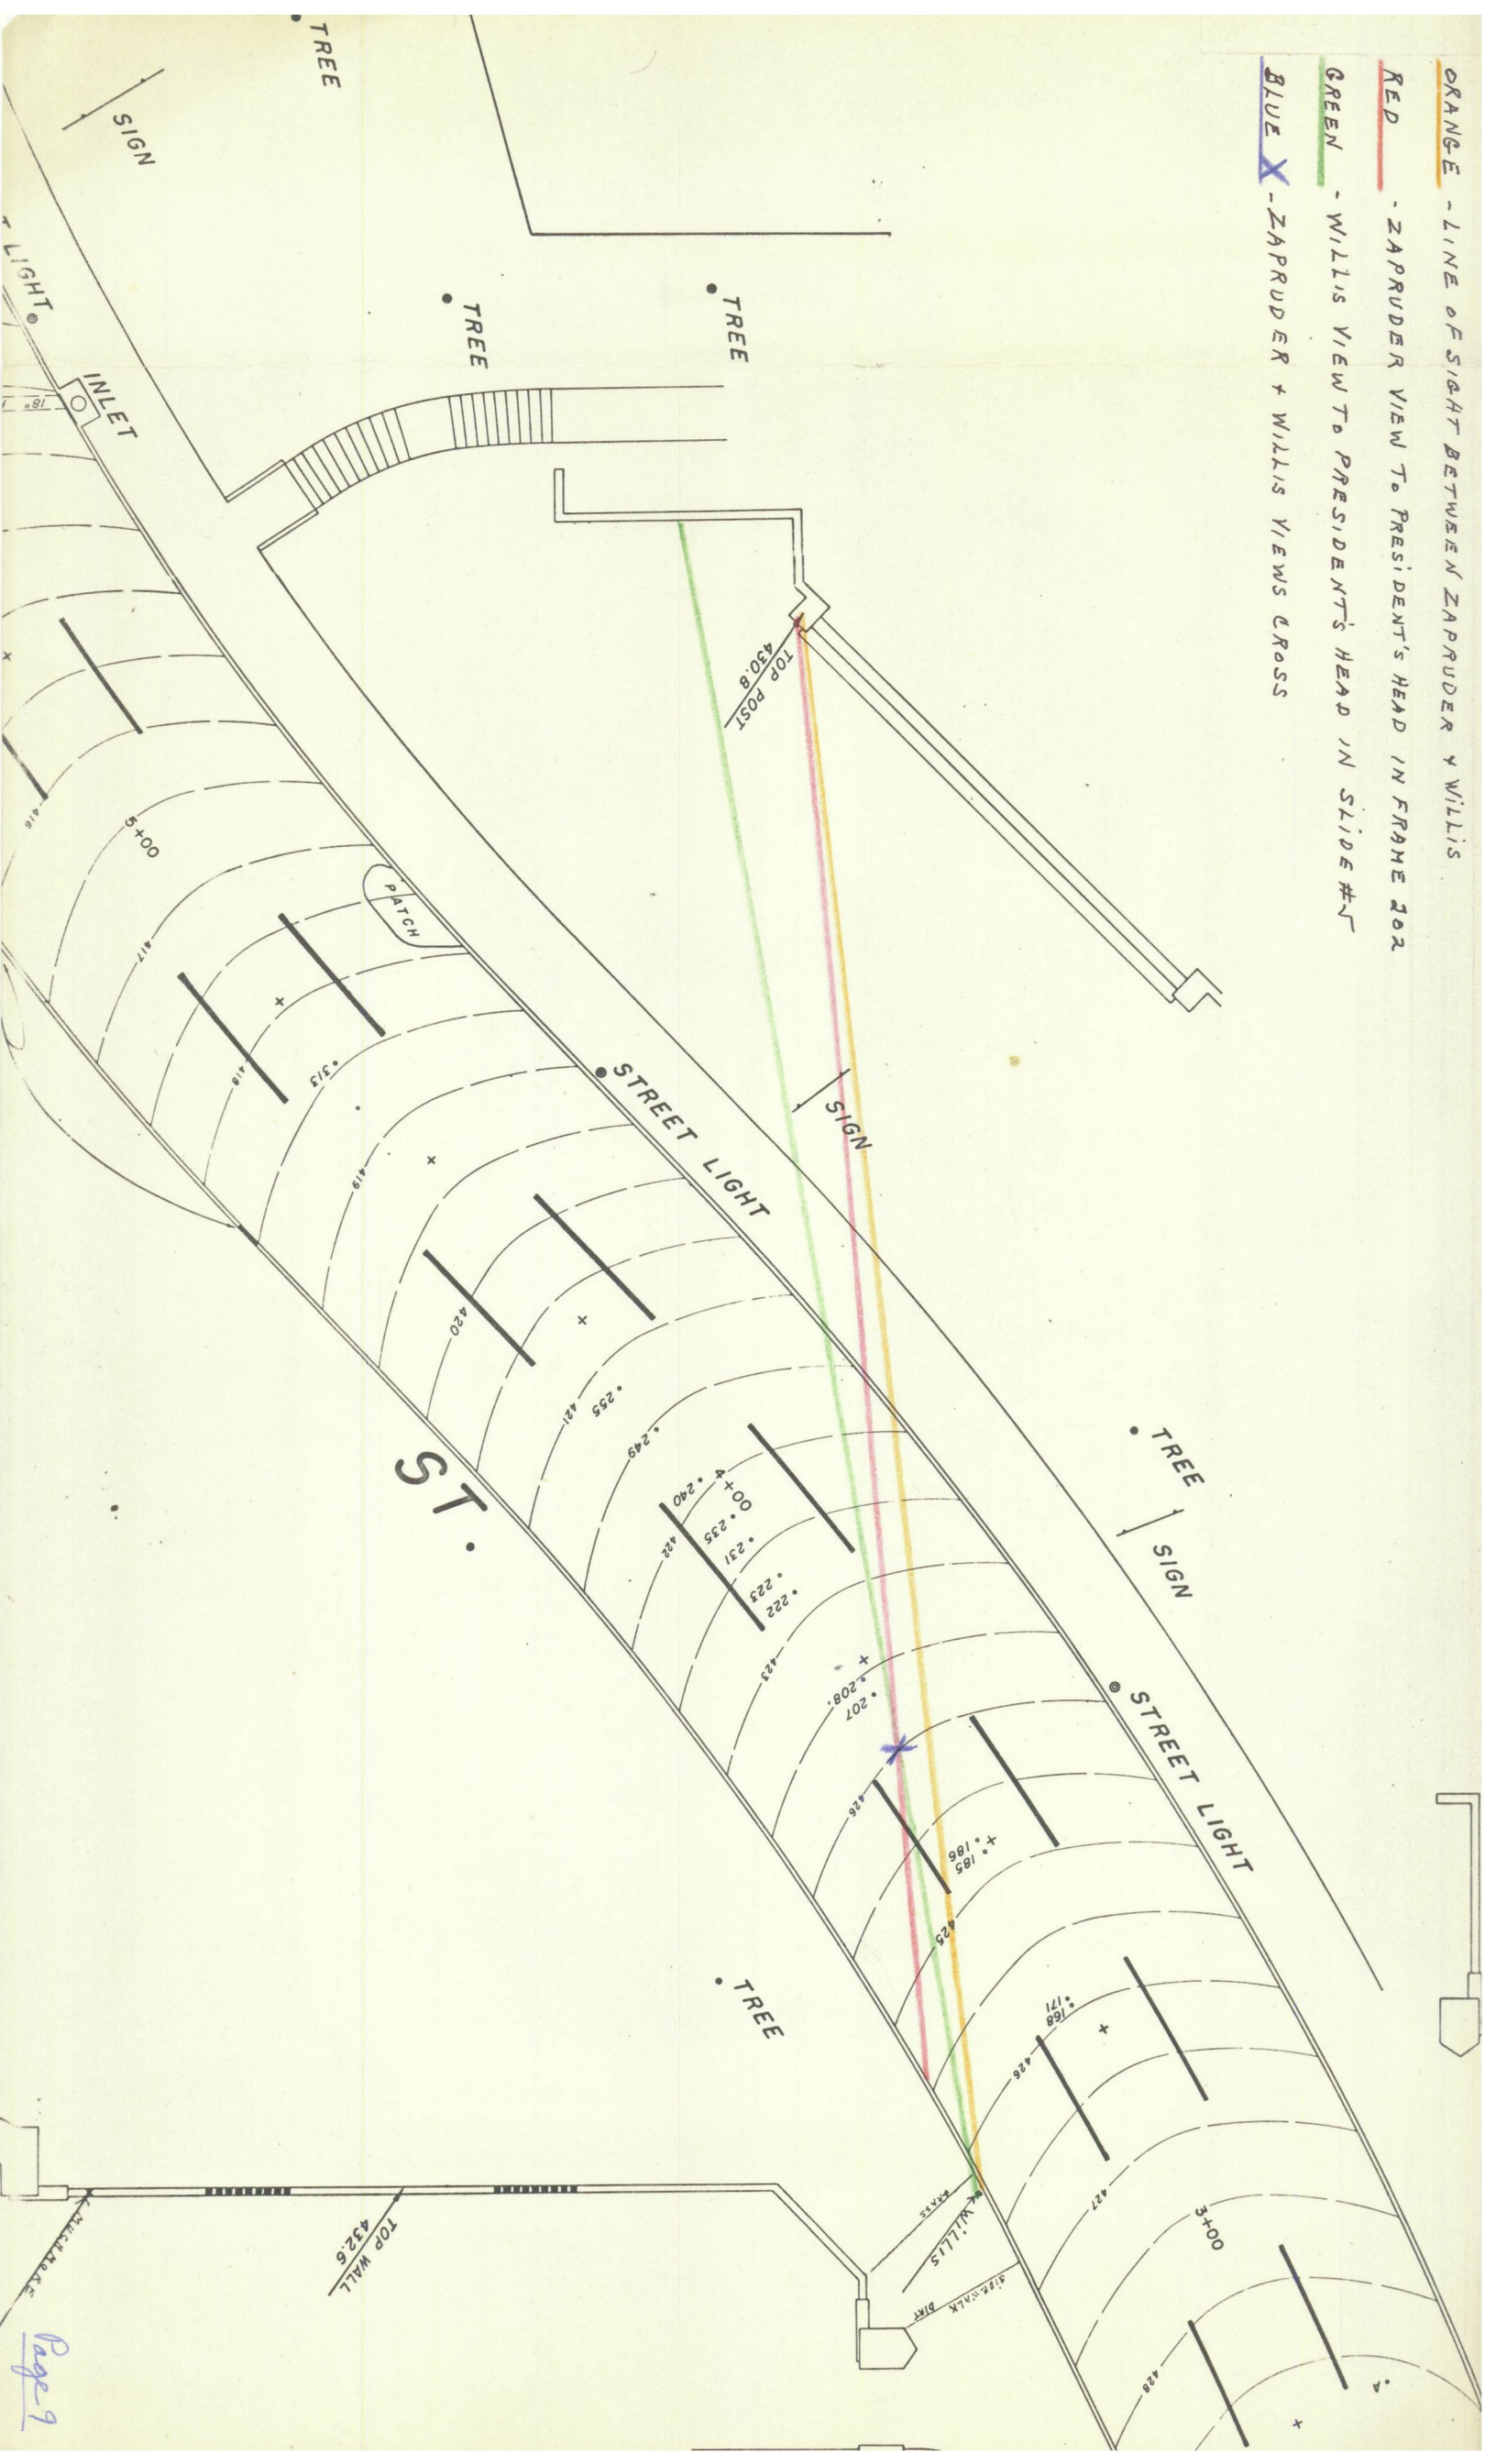 ORANGE - LINE OF SIGHT BETWEEN ZAPRUDER & WILLIS
RED - ZAPRUDER VIEW TO PRESIDENT'S HEAD IN FRAME 202
GREEN - WILLIS VIEW TO PRESIDENT'S HEAD IN SLIDE #5
BLUE X - ZAPRUDER & WILLIS VIEWS CROSS
TREE
SIGN
T LIGHT
INLET
18"
TREE
TREE
TOP POST
430.8
416
5+00
417
PATCH
418
313
419
STREET LIGHT
SIGN
420
421
255
249
240
4+00
235
231
223
222
422
423
ST.
TREE
SIGN
208
207
426
186
185
425
STREET LIGHT
TREE
171
168
426
427
3+00
428
A
GRASS
WILLIS
SIDEWALK
DIRT
TOP WALL
432.6
MUCHMORE
Page 9